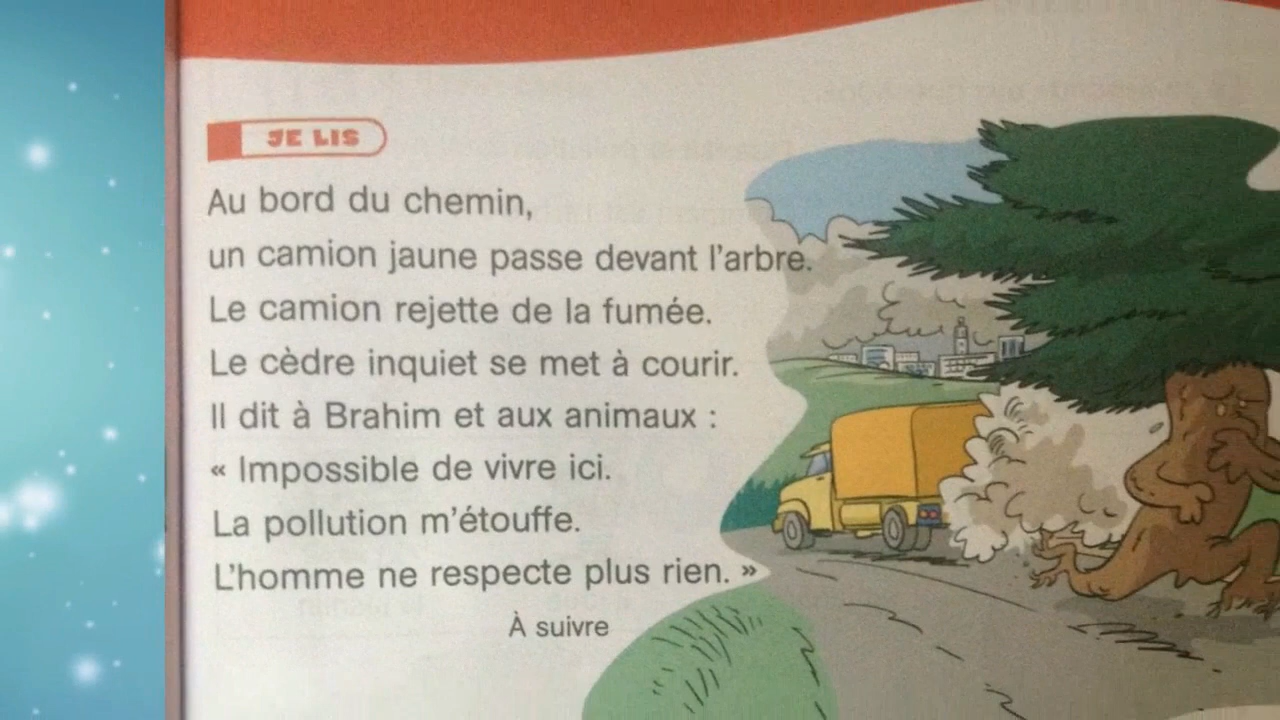 JE LIS
Au bord du chemin,
un camion jaune passe devant l'arbre.
Le camion rejette de la fumée.
Le cèdre inquiet se met à courir.
Il dit à Brahim et aux animaux :
« Impossible de vivre ici.
La pollution m'étouffe.
L'homme ne respecte plus rien. »
À suivre